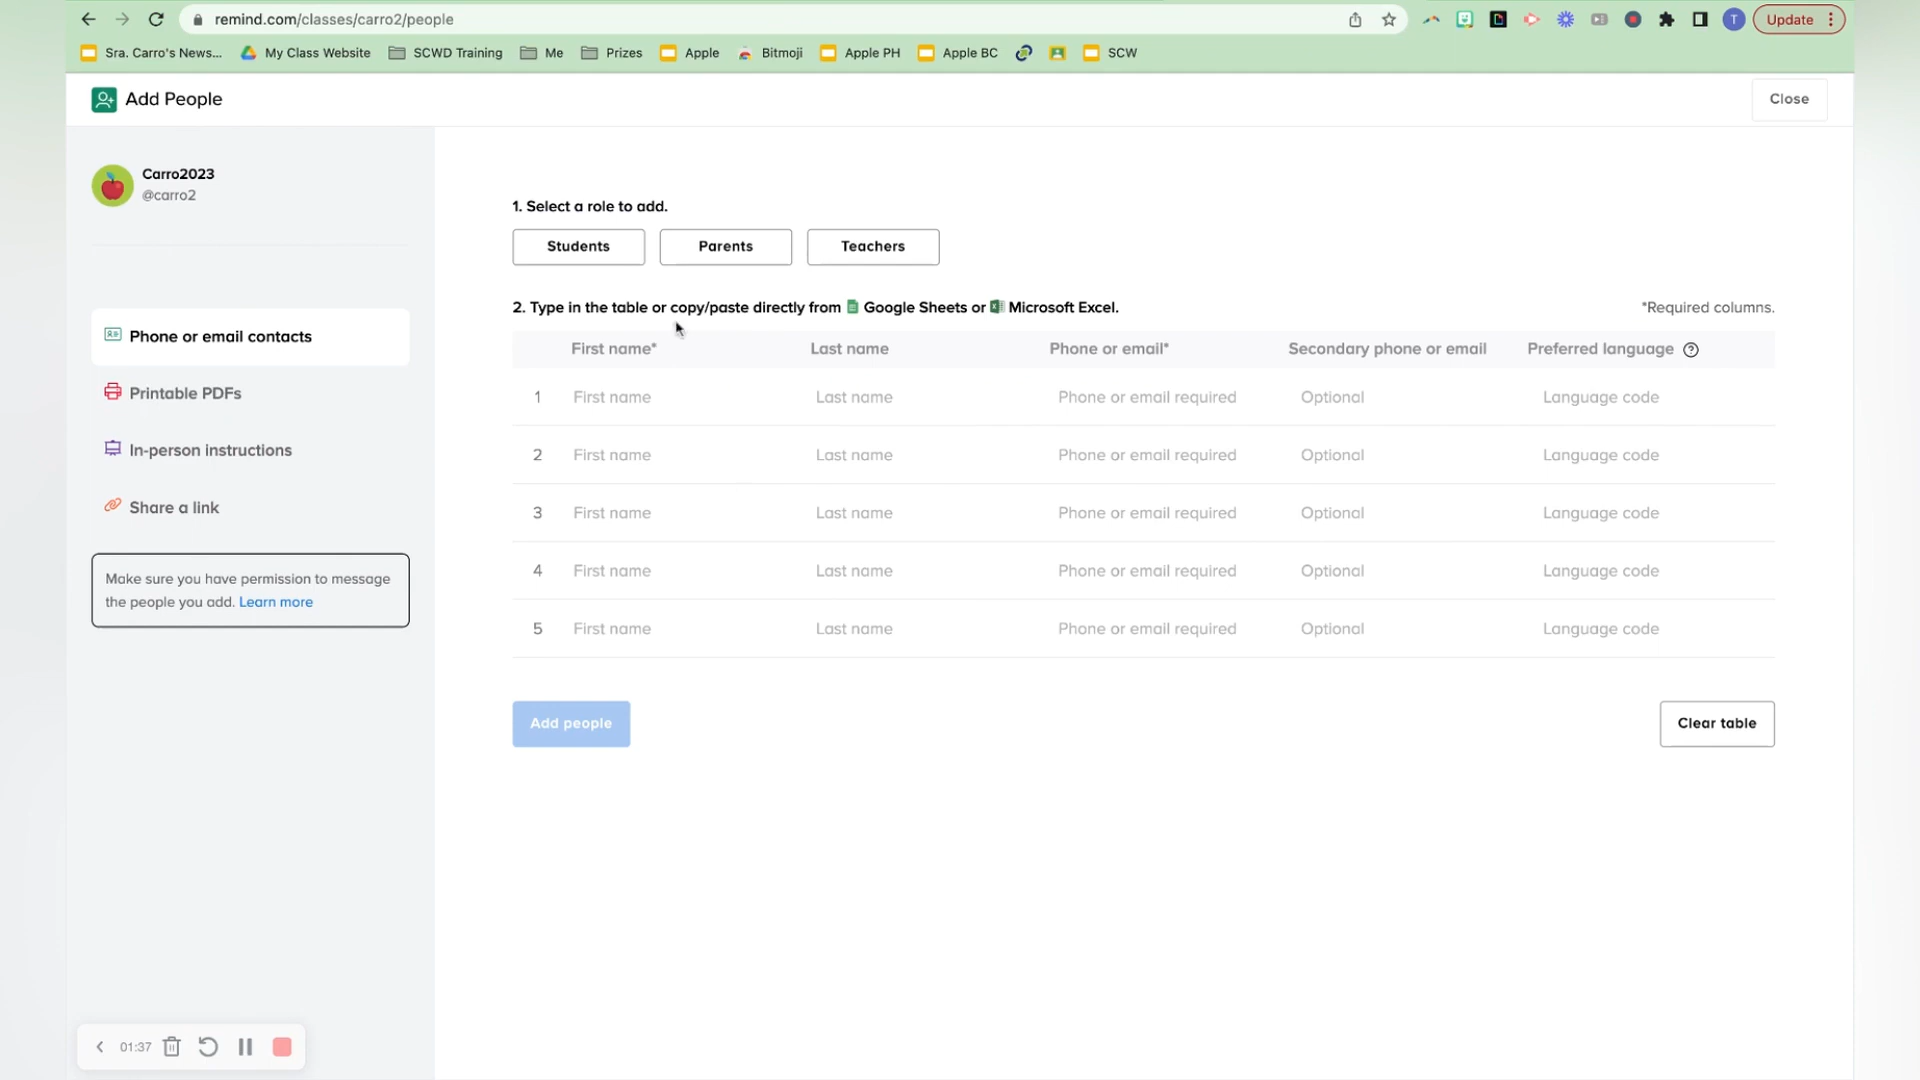 remind.com/classes/carro2/people
T
Update
Sra. Carro's News...
My Class Website
SCWD Training
Me
Prizes
Apple
Bitmoji
Apple PH
Apple BC
SCW
Add People
Close
Carro2023
@carro2
Phone or email contacts
Printable PDFs
In-person instructions
Share a link
Make sure you have permission to message
the people you add. Learn more
1. Select a role to add.
Students
Parents
Teachers
2. Type in the table or copy/paste directly from Google Sheets or Microsoft Excel.
*Required columns.
First name* Last name Phone or email* Secondary phone or email Preferred language ?
1 First name Last name Phone or email required Optional Language code
2 First name Last name Phone or email required Optional Language code
3 First name Last name Phone or email required Optional Language code
4 First name Last name Phone or email required Optional Language code
5 First name Last name Phone or email required Optional Language code
Add people
Clear table
01:37